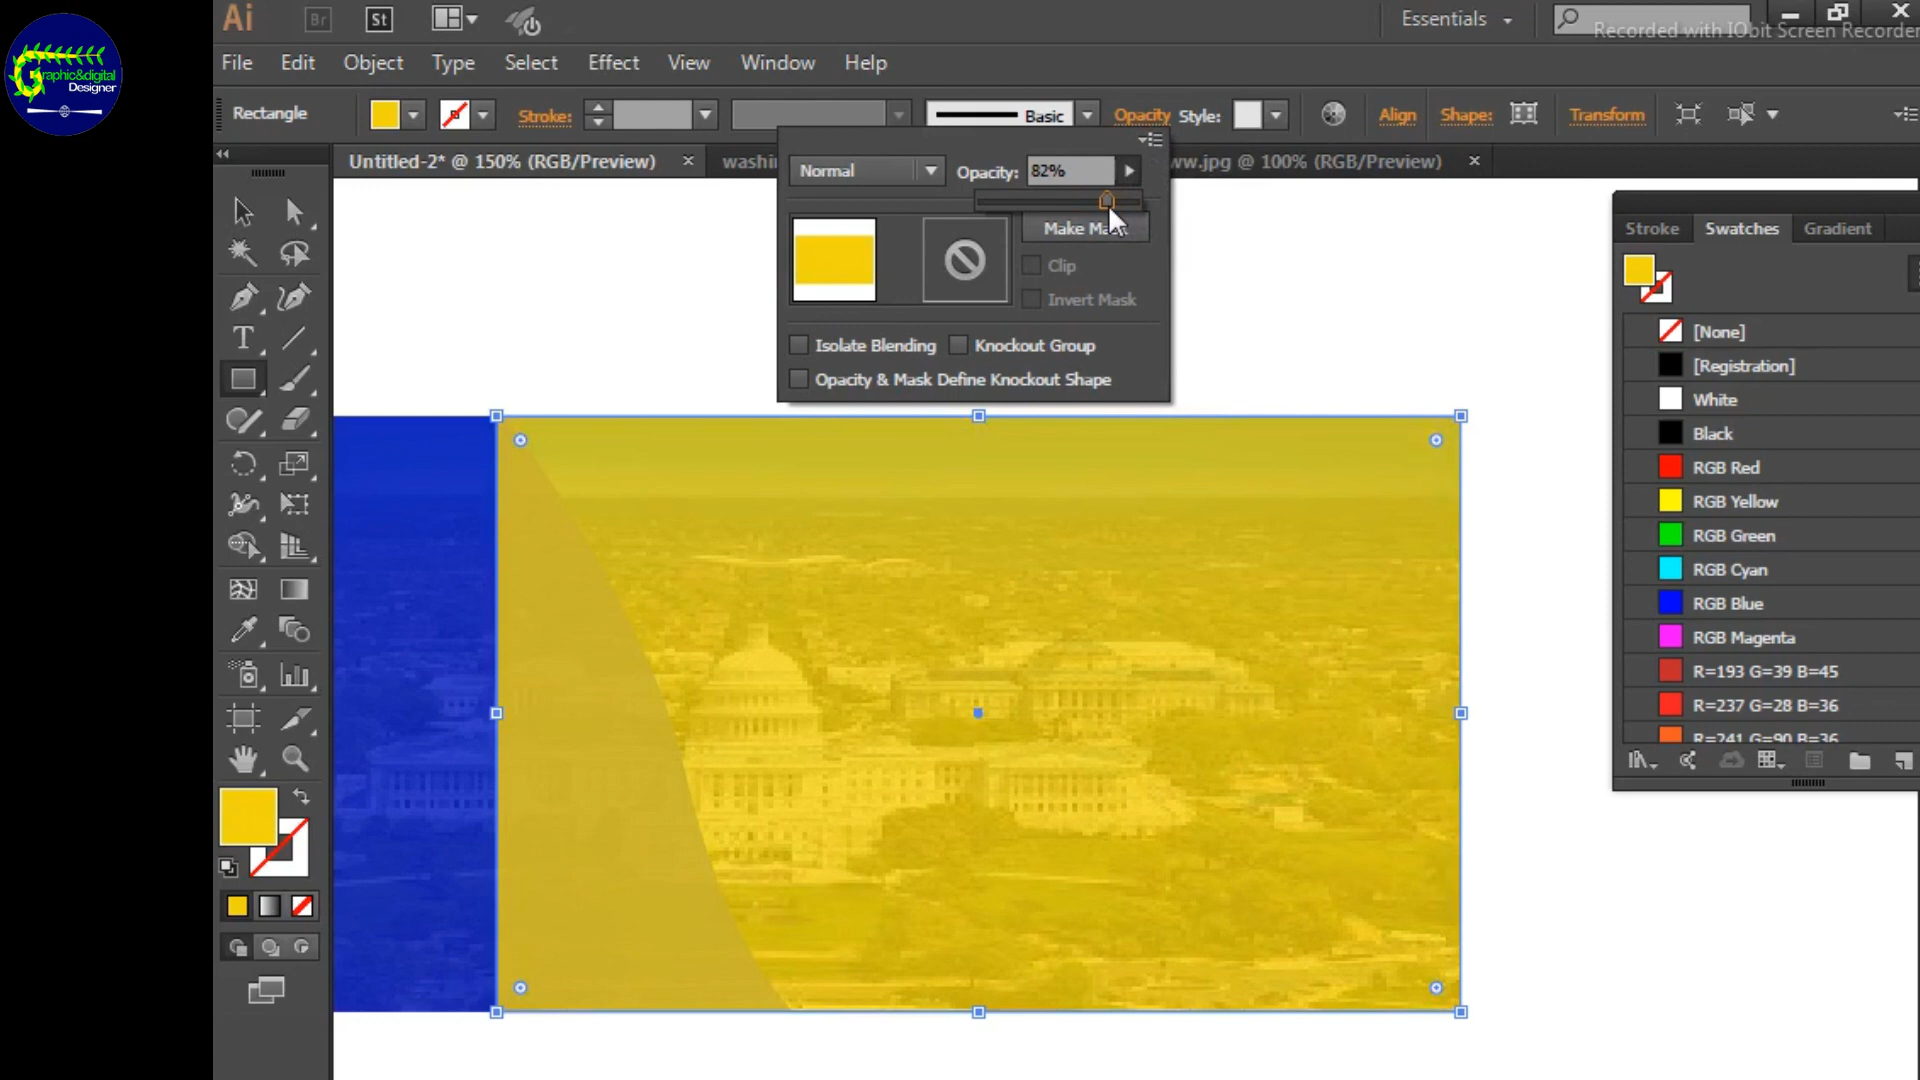 Graphic&digital
Designer
Ai
Br
St
Essentials
Recorded with IObit Screen Recorder
File Edit Object Type Select Effect View Window Help
Rectangle
Stroke:
Basic
Opacity
Style:
Align
Shape:
Transform
Untitled-2* @ 150% (RGB/Preview) ×
ww.jpg @ 100% (RGB/Preview) ×
Normal
Opacity: 82%
Make
Clip
Invert Mask
Isolate Blending
Knockout Group
Opacity & Mask Define Knockout Shape
Stroke Swatches Gradient
[None]
[Registration]
White
Black
RGB Red
RGB Yellow
RGB Green
RGB Cyan
RGB Blue
RGB Magenta
R=193 G=39 B=45
R=237 G=28 B=36
R=241 G=90 B=36